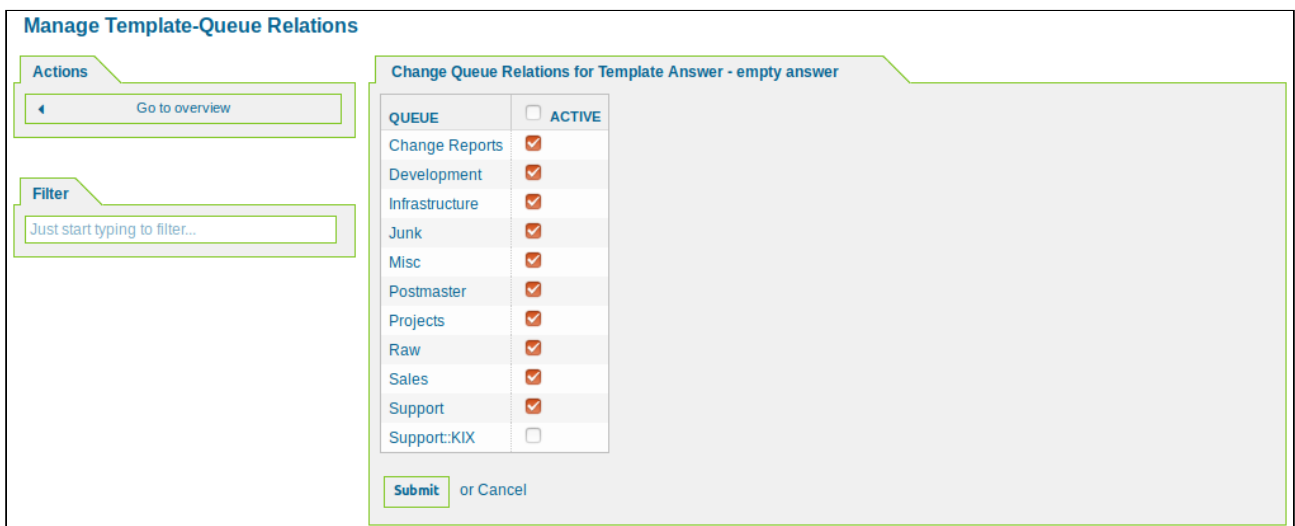 Manage Template-Queue Relations
Actions
Go to overview
Filter
Just start typing to filter...
Change Queue Relations for Template Answer - empty answer
QUEUE ACTIVE
Change Reports
Development
Infrastructure
Junk
Misc
Postmaster
Projects
Raw
Sales
Support
Support::KIX
Submit or Cancel